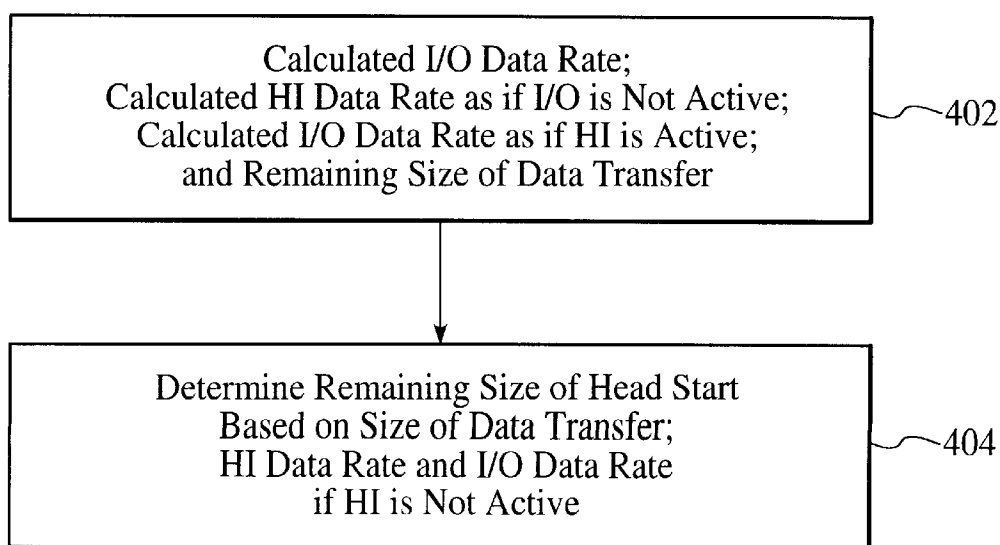 Calculated I/O Data Rate;
Calculated HI Data Rate as if I/O is Not Active;
Calculated I/O Data Rate as if HI is Active;
and Remaining Size of Data Transfer
402
Determine Remaining Size of Head Start
Based on Size of Data Transfer;
HI Data Rate and I/O Data Rate
if HI is Not Active
404